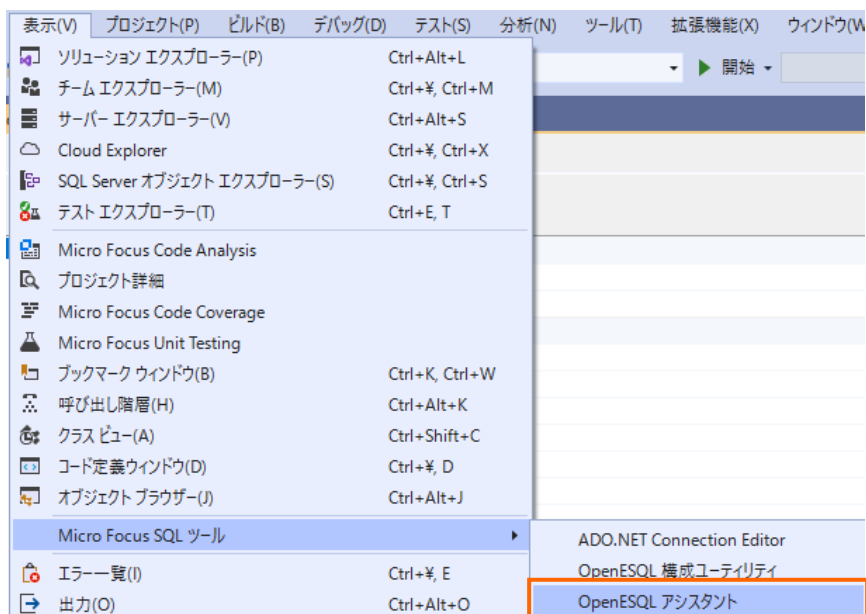 表示(V) プロジェクト(P) ビルド(B) デバッグ(D) テスト(S) 分析(N) ツール(T) 拡張機能(X) ウィンドウ(W
ソリューション エクスプローラー(P) Ctrl+Alt+L
開始
チーム エクスプローラー(M) Ctrl+¥, Ctrl+M
サーバー エクスプローラー(V) Ctrl+Alt+S
Cloud Explorer Ctrl+¥, Ctrl+X
SQL Server オブジェクト エクスプローラー(S) Ctrl+¥, Ctrl+S
テスト エクスプローラー(T) Ctrl+E, T
Micro Focus Code Analysis
プロジェクト詳細
Micro Focus Code Coverage
Micro Focus Unit Testing
ブックマーク ウィンドウ(B) Ctrl+K, Ctrl+W
呼び出し階層(H) Ctrl+Alt+K
クラス ビュー(A) Ctrl+Shift+C
コード定義ウィンドウ(D) Ctrl+¥, D
オブジェクト ブラウザー(J) Ctrl+Alt+J
Micro Focus SQL ツール
ADO.NET Connection Editor
エラー一覧(I) Ctrl+¥, E
OpenESQL 構成ユーティリティ
出力(O) Ctrl+Alt+O
OpenESQL アシスタント